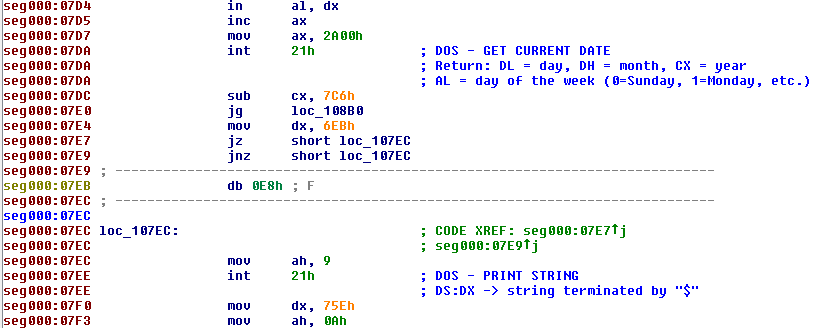 seg000:07D4 in al, dx
seg000:07D5 inc ax
seg000:07D7 mov ax, 2A00h
seg000:07DA int 21h ; DOS - GET CURRENT DATE
seg000:07DA ; Return: DL = day, DH = month, CX = year
seg000:07DA ; AL = day of the week (0=Sunday, 1=Monday, etc.)
seg000:07DC sub cx, 7C6h
seg000:07E0 jg loc_108B0
seg000:07E4 mov dx, 6EBh
seg000:07E7 jz short loc_107EC
seg000:07E9 jnz short loc_107EC
seg000:07E9 ; ---------------------------------------------------------------------------
seg000:07EB db 0E8h ; F
seg000:07EC ; ---------------------------------------------------------------------------
seg000:07EC
seg000:07EC loc_107EC: ; CODE XREF: seg000:07E7↑j
seg000:07EC ; seg000:07E9↑j
seg000:07EC mov ah, 9
seg000:07EE int 21h ; DOS - PRINT STRING
seg000:07EE ; DS:DX -> string terminated by "$"
seg000:07F0 mov dx, 75Eh
seg000:07F3 mov ah, 0Ah